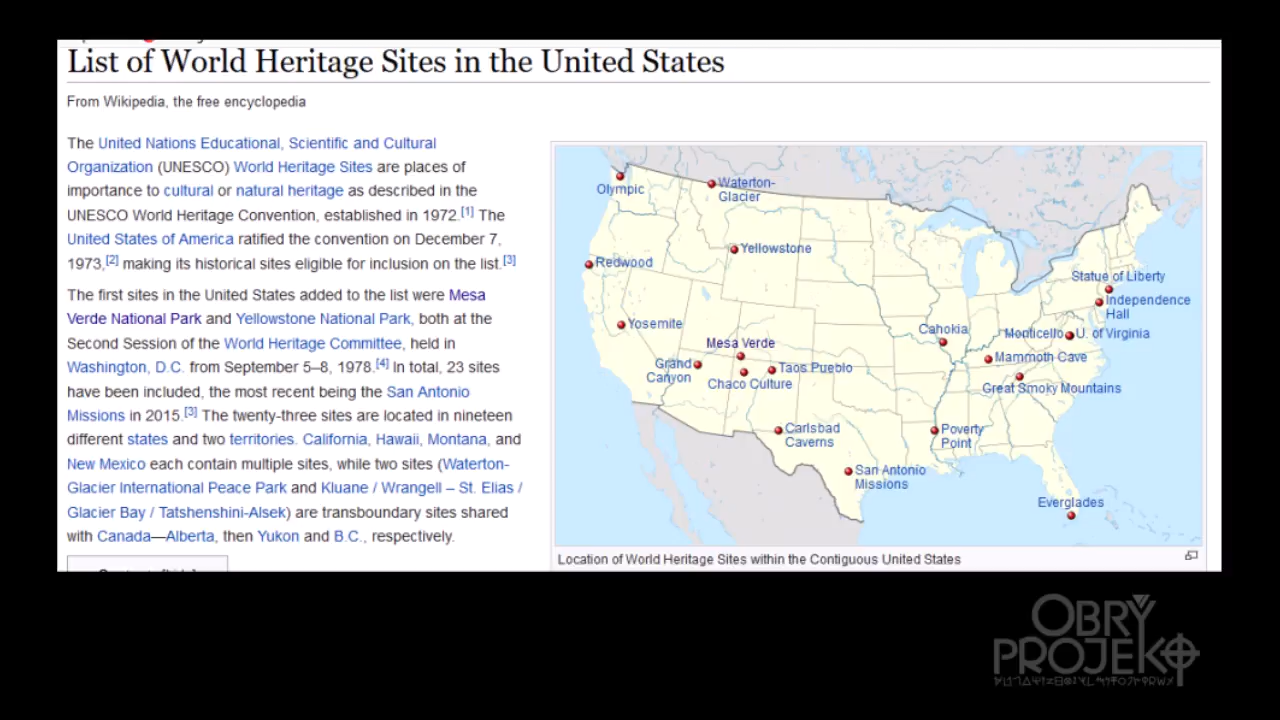 List of World Heritage Sites in the United States
From Wikipedia, the free encyclopedia
The United Nations Educational, Scientific and Cultural
Organization (UNESCO) World Heritage Sites are places of
importance to cultural or natural heritage as described in the
UNESCO World Heritage Convention, established in 1972.[1] The
United States of America ratified the convention on December 7,
1973,[2] making its historical sites eligible for inclusion on the list.[3]
The first sites in the United States added to the list were Mesa
Verde National Park and Yellowstone National Park, both at the
Second Session of the World Heritage Committee, held in
Washington, D.C. from September 5–8, 1978.[4] In total, 23 sites
have been included, the most recent being the San Antonio
Missions in 2015.[3] The twenty-three sites are located in nineteen
different states and two territories. California, Hawaii, Montana, and
New Mexico each contain multiple sites, while two sites (Waterton-
Glacier International Peace Park and Kluane / Wrangell – St. Elias /
Glacier Bay / Tatshenshini-Alsek) are transboundary sites shared
with Canada—Alberta, then Yukon and B.C., respectively.
Olympic
Waterton-
Glacier
Yellowstone
Redwood
Statue of Liberty
Independence
Hall
Yosemite
Cahokia
Monticello
U. of Virginia
Mesa Verde
Mammoth Cave
Grand
Canyon
Taos Pueblo
Chaco Culture
Great Smoky Mountains
Carlsbad
Caverns
Poverty
Point
San Antonio
Missions
Everglades
Location of World Heritage Sites within the Contiguous United States
OBRY
PROJEKT